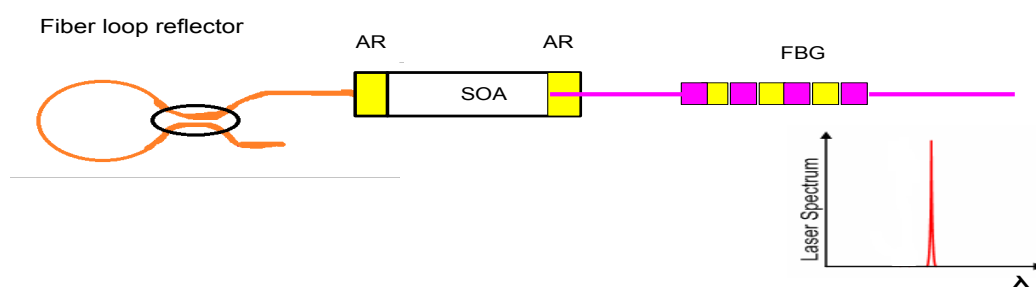 Fiber loop reflector
AR
AR
FBG
SOA
Laser Spectrum
λ